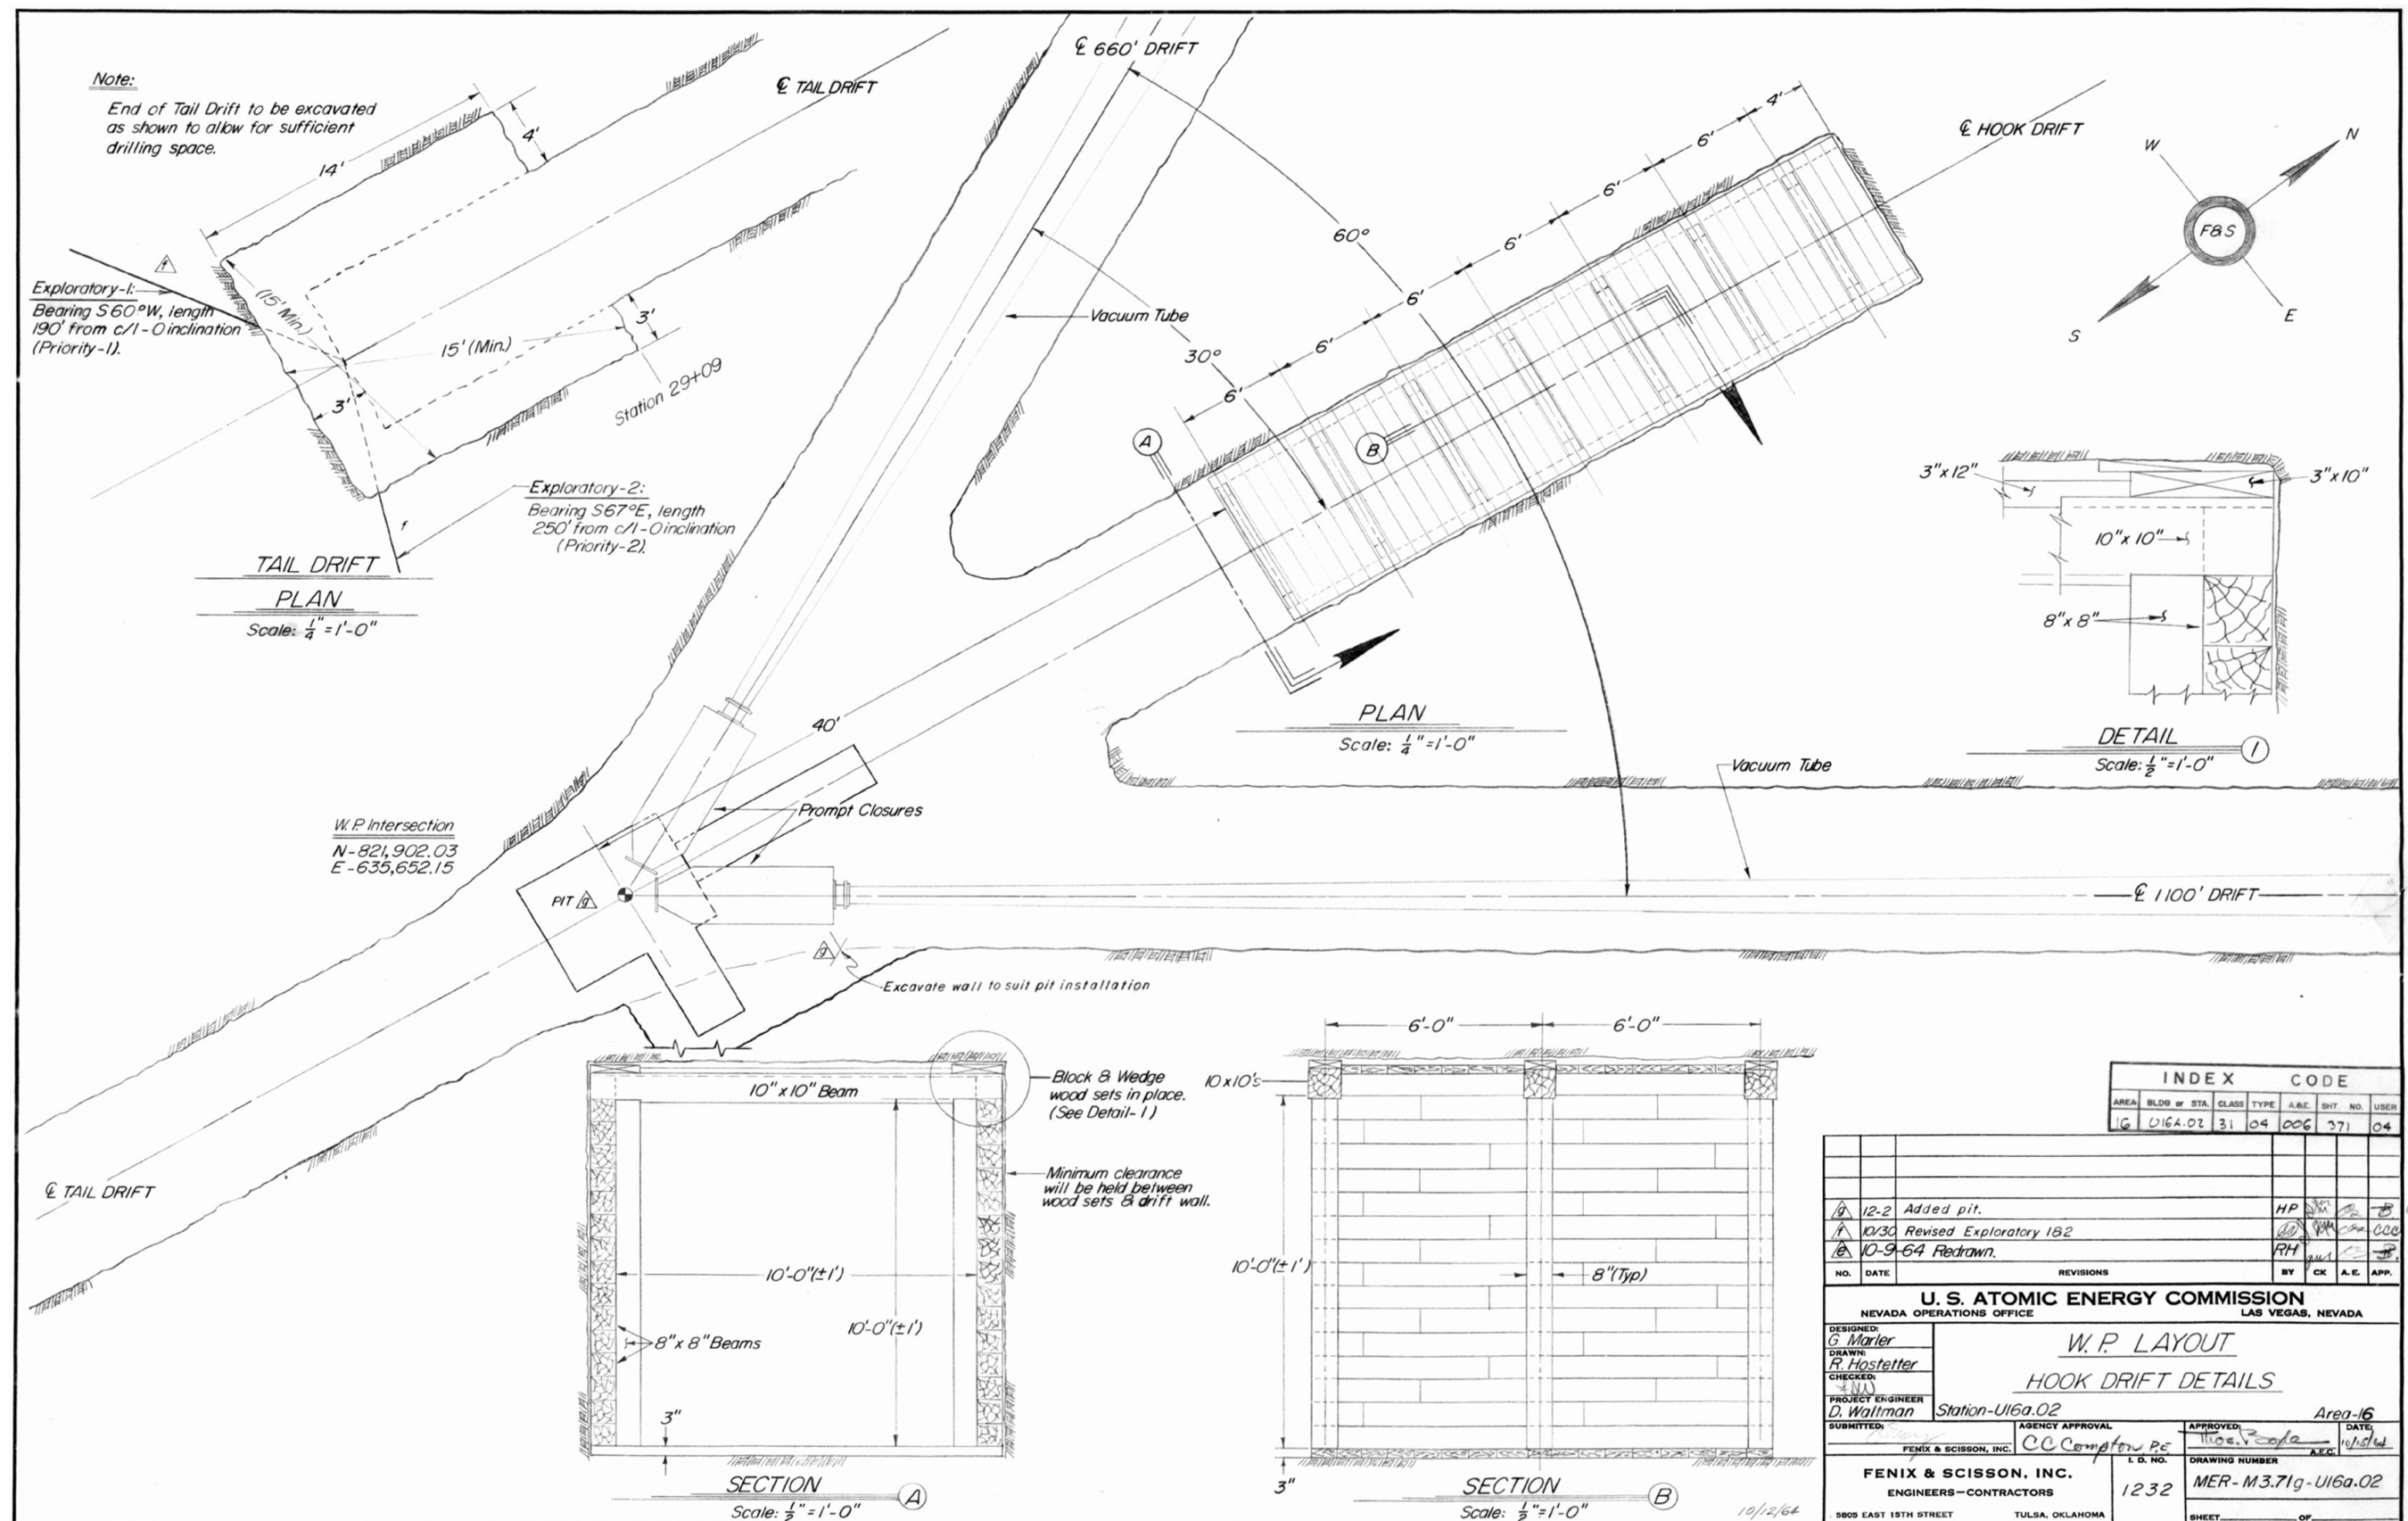 Note:
End of Tail Drift to be excavated
as shown to allow for sufficient
drilling space.
14'
4'
℄ TAIL DRIFT
Exploratory-1:
Bearing S60°W, length
190' from c/l-0 inclination
(Priority-1).
f
(15' Min.)
15' (Min.)
3'
3'
Station 29+09
Exploratory-2:
Bearing S67°E, length
250' from c/l-0 inclination
(Priority-2).
f
TAIL DRIFT
PLAN
Scale: 1/4"=1'-0"
℄ 660' DRIFT
Vacuum Tube
60°
30°
6'
6'
6'
6'
6'
6'
4'
℄ HOOK DRIFT
A
B
N
W
F&S
E
S
3"x12"
3"x10"
10"x10"
8"x8"
DETAIL 1
Scale: 1/2"=1'-0"
PLAN
Scale: 1/4"=1'-0"
40'
Prompt Closures
W.P. Intersection
N-821,902.03
E-635,652.15
PIT g
Vacuum Tube
℄ 1100' DRIFT
g
Excavate wall to suit pit installation
℄ TAIL DRIFT
10"x10" Beam
Block & Wedge
wood sets in place.
(See Detail-1)
Minimum clearance
will be held between
wood sets & drift wall.
10'-0"(±1')
10'-0"(±1')
8"x8" Beams
3"
SECTION A
Scale: 1/2"=1'-0"
6'-0"
6'-0"
10x10's
10'-0"(±1')
8"(Typ)
3"
SECTION B
Scale: 1/2"=1'-0"
10/12/64
INDEX CODE
AREA BLDG or STA. CLASS TYPE A.&E. SHT. NO. USER
16 U16A.02 31 04 006 371 04
g 12-2 Added pit. HP
f 10/30 Revised Exploratory 1&2 CCC
e 10-9-64 Redrawn. RH
NO. DATE REVISIONS BY CK A.E. APP.
U. S. ATOMIC ENERGY COMMISSION
NEVADA OPERATIONS OFFICE LAS VEGAS, NEVADA
DESIGNED:
G. Marler
DRAWN:
R. Hostetter
CHECKED:
PROJECT ENGINEER
D. Waltman
W.P. LAYOUT
HOOK DRIFT DETAILS
Station-U16a.02 Area-16
SUBMITTED:
FENIX & SCISSON, INC.
AGENCY APPROVAL
CC Compton, P.E.
APPROVED:
A.E.C.
DATE:
10/15/64
FENIX & SCISSON, INC.
ENGINEERS-CONTRACTORS
5805 EAST 15TH STREET TULSA, OKLAHOMA
I. D. NO.
1232
DRAWING NUMBER
MER-M3.71g-U16a.02
SHEET OF